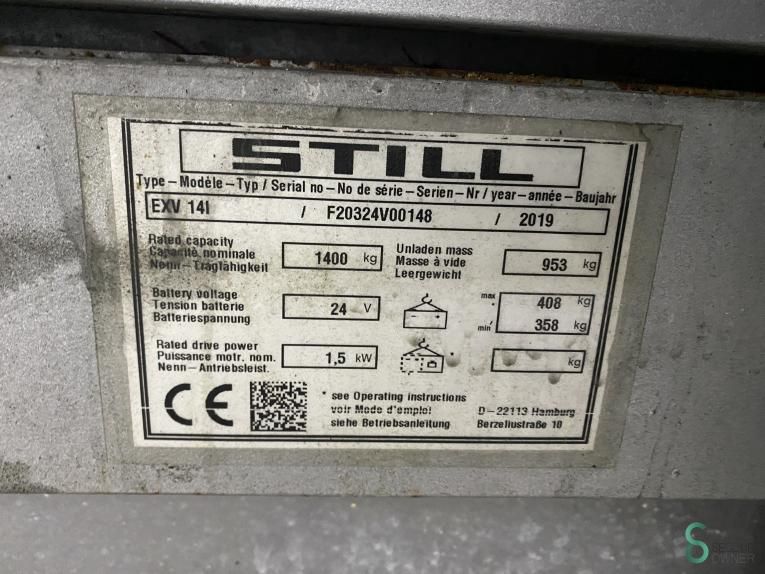 STILL
Type – Modèle – Typ / Serial no – No de série – Serien – Nr / year – année – Baujahr
EXV 14I / F20324V00148 / 2019
Rated capacity
Capacité nominale
Nenn – Tragfähigkeit
1400 kg
Unladen mass
Masse à vide
Leergewicht
953 kg
Battery voltage
Tension batterie
Batteriespannung
24 V
max * 408 kg
min * 358 kg
Rated drive power
Puissance motr. nom.
Nenn – Antriebsleist.
1,5 kW
* kg
CE
* see Operating instructions
voir Mode d'emploi
siehe Betriebsanleitung
D – 22113 Hamburg
Berzeliusstraße 10
SECOND
OWNER